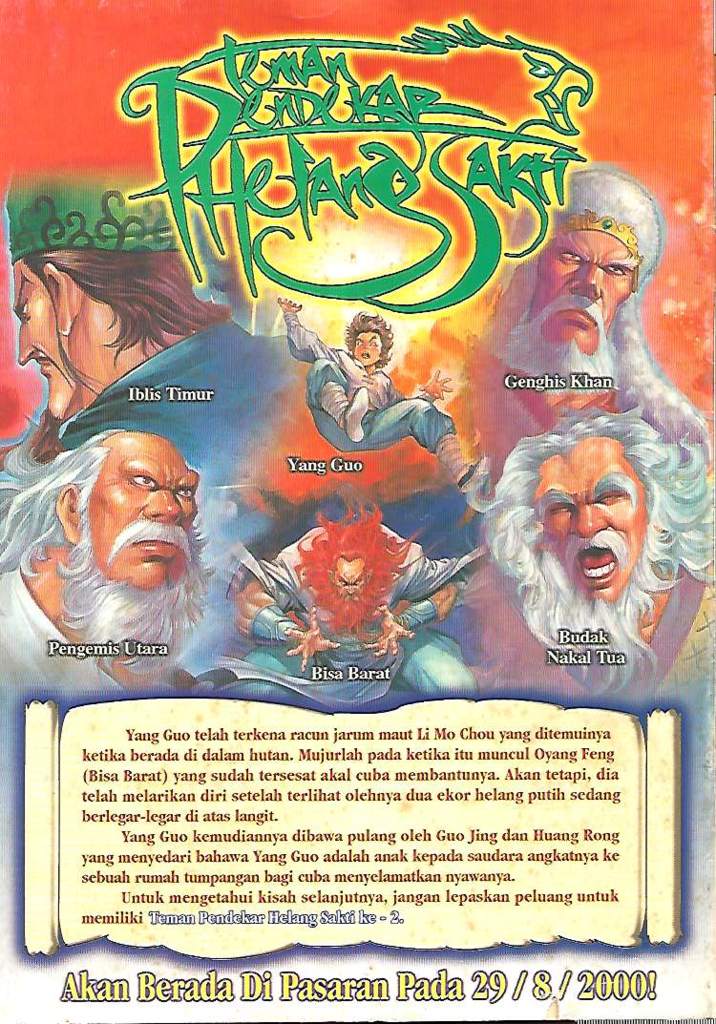 Teman
Pendekar
Helang Sakti
Iblis Timur
Genghis Khan
Yang Guo
Pengemis Utara
Bisa Barat
Budak
Nakal Tua
Yang Guo telah terkena racun jarum maut Li Mo Chou yang ditemuinya
ketika berada di dalam hutan. Mujurlah pada ketika itu muncul Oyang Feng
(Bisa Barat) yang sudah tersesat akal cuba membantunya. Akan tetapi, dia
telah melarikan diri setelah terlihat olehnya dua ekor helang putih sedang
berlegar-legar di atas langit.
Yang Guo kemudiannya dibawa pulang oleh Guo Jing dan Huang Rong
yang menyedari bahawa Yang Guo adalah anak kepada saudara angkatnya ke
sebuah rumah tumpangan bagi cuba menyelamatkan nyawanya.
Untuk mengetahui kisah selanjutnya, jangan lepaskan peluang untuk
memiliki Teman Pendekar Helang Sakti ke - 2.
Akan Berada Di Pasaran Pada 29 / 8 / 2000!